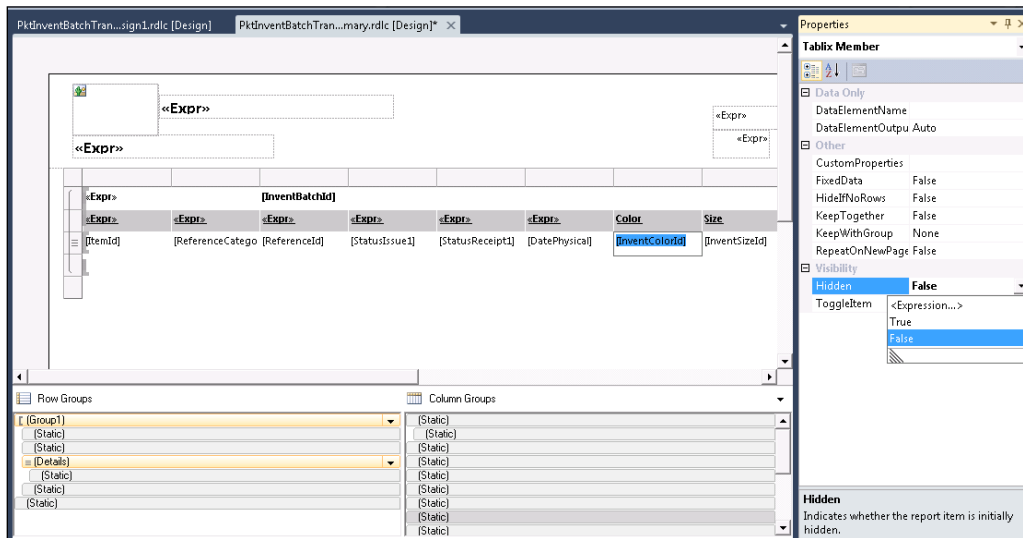 PktInventBatchTran...sign1.rdlc [Design]
PktInventBatchTran...mary.rdlc [Design]*
«Expr»
«Expr»
«Expr»
«Expr»
«Expr»
[InventBatchId]
«Expr»
«Expr»
«Expr»
«Expr»
«Expr»
«Expr»
Color
Size
[ItemId]
[ReferenceCatego
[ReferenceId]
[StatusIssue1]
[StatusReceipt1]
[DatePhysical]
[InventColorId]
[InventSizeId]
Row Groups
[ (Group1)
(Static)
(Static)
(Details)
(Static)
(Static)
(Static)
Column Groups
(Static)
(Static)
(Static)
(Static)
(Static)
(Static)
(Static)
(Static)
(Static)
Properties
Tablix Member
Data Only
DataElementName
DataElementOutpu Auto
Other
CustomProperties
FixedData False
HideIfNoRows False
KeepTogether False
KeepWithGroup None
RepeatOnNewPage False
Visibility
Hidden False
ToggleItem
<Expression...>
True
False
Hidden
Indicates whether the report item is initially
hidden.